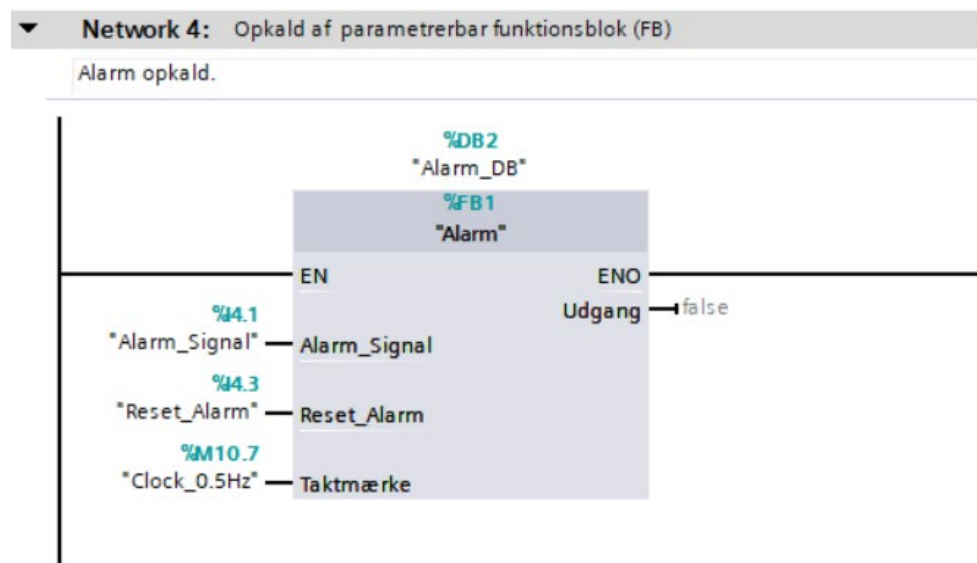 Network 4: Opkald af parametrerbar funktionsblok (FB)
Alarm opkald.
%DB2
"Alarm_DB"
%FB1
"Alarm"
EN
ENO
Udgang
false
%I4.1
"Alarm_Signal"
Alarm_Signal
%I4.3
"Reset_Alarm"
Reset_Alarm
%M10.7
"Clock_0.5Hz"
Taktmærke